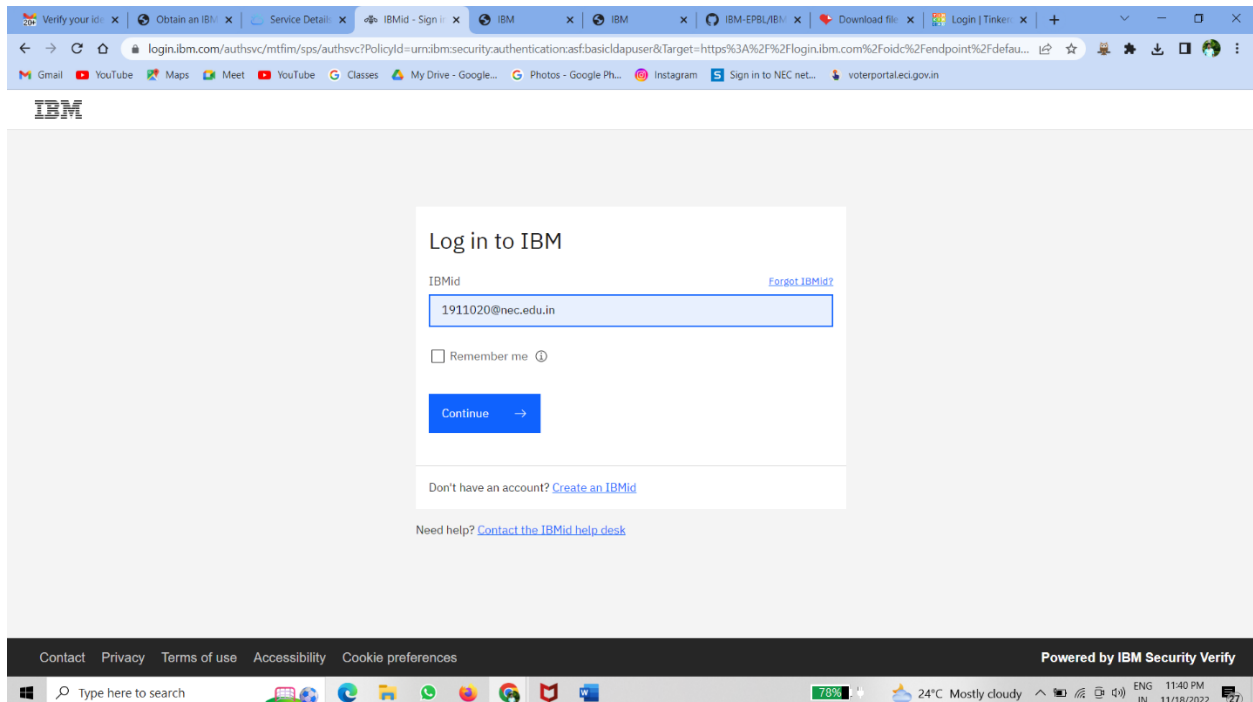 Verify your ide
Obtain an IBM
Service Details
IBMid - Sign in
IBM
IBM
IBM-EPBL/IBM
Download file
Login | Tinker
login.ibm.com/authsvc/mtfim/sps/authsvc?PolicyId=urn:ibm:security:authentication:asf:basicldapuser&Target=https%3A%2F%2Flogin.ibm.com%2Foidc%2Fendpoint%2Fdefau...
Gmail YouTube Maps Meet YouTube Classes My Drive - Google... Photos - Google Ph... Instagram Sign in to NEC net... voterportal.eci.gov.in
IBM
Log in to IBM
IBMid Forgot IBMid?
1911020@nec.edu.in
Remember me
Continue →
Don't have an account? Create an IBMid
Need help? Contact the IBMid help desk
Contact Privacy Terms of use Accessibility Cookie preferences Powered by IBM Security Verify
Type here to search 78% 24°C Mostly cloudy ENG 11:40 PM
IN 11/18/2022 27